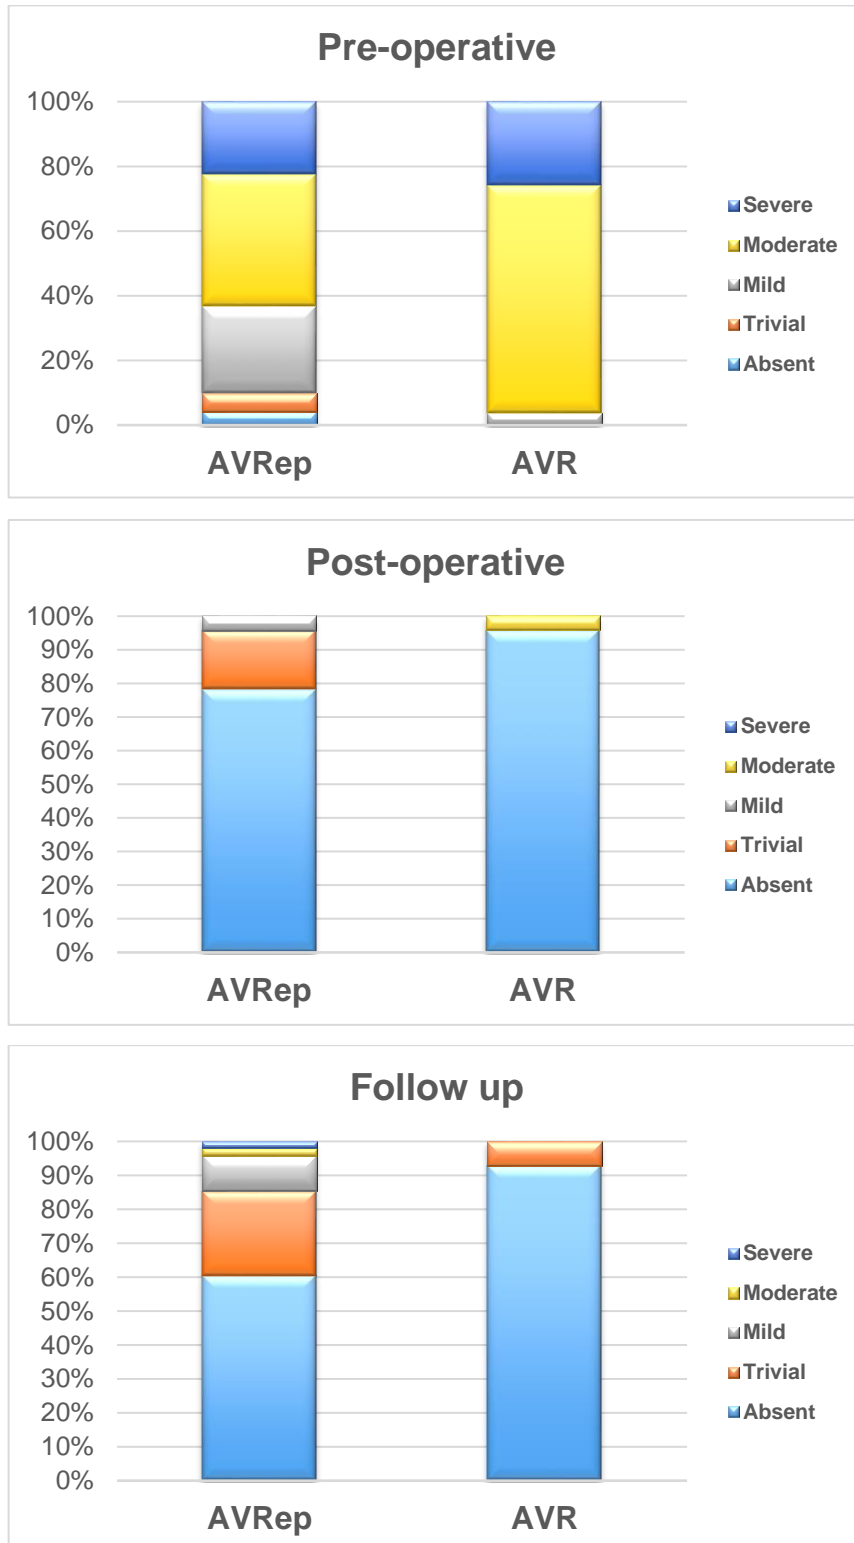 Pre-operative
100%
80%
60%
40%
20%
0%
AVRep
AVR
Severe
Moderate
Mild
Trivial
Absent
Post-operative
100%
90%
80%
70%
60%
50%
40%
30%
20%
10%
0%
AVRep
AVR
Severe
Moderate
Mild
Trivial
Absent
Follow up
100%
90%
80%
70%
60%
50%
40%
30%
20%
10%
0%
AVRep
AVR
Severe
Moderate
Mild
Trivial
Absent